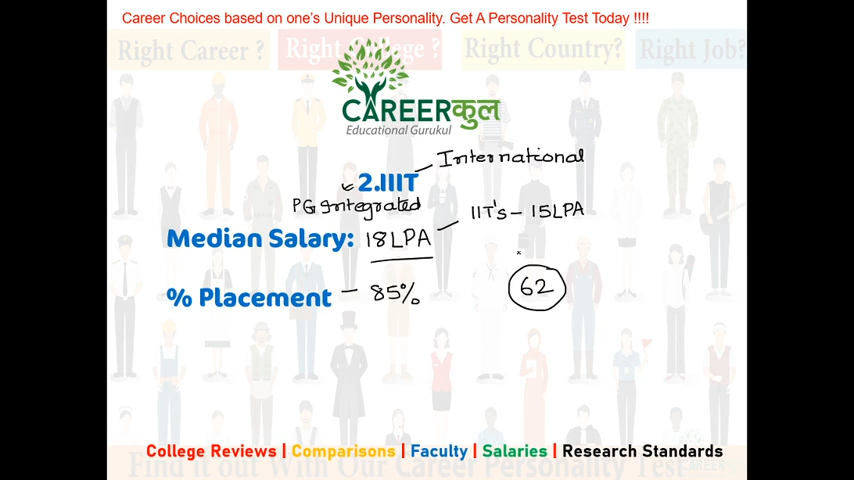 Career Choices based on one's Unique Personality. Get A Personality Test Today !!!!
Right Career ? Right College ? Right Country? Right Job?
CAREERकुल
Educational Gurukul
International
2.IIIT
PG Integrated
IIT's - 15LPA
Median Salary: 18LPA
% Placement - 85%
62
College Reviews | Comparisons | Faculty | Salaries | Research Standards
Find it out With Our Career Personality Test